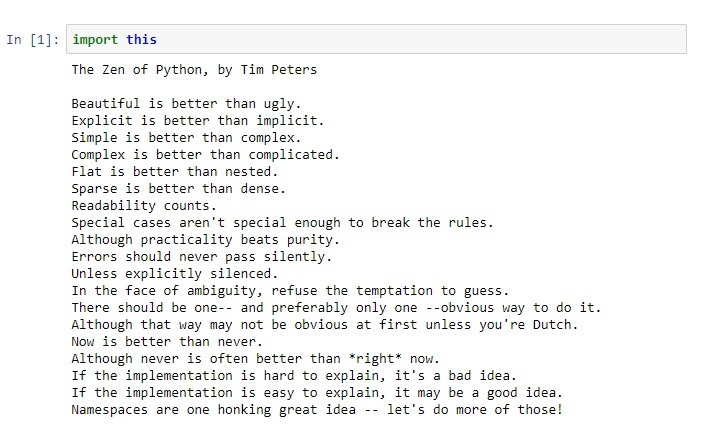 In [1]: import this
The Zen of Python, by Tim Peters

Beautiful is better than ugly.
Explicit is better than implicit.
Simple is better than complex.
Complex is better than complicated.
Flat is better than nested.
Sparse is better than dense.
Readability counts.
Special cases aren't special enough to break the rules.
Although practicality beats purity.
Errors should never pass silently.
Unless explicitly silenced.
In the face of ambiguity, refuse the temptation to guess.
There should be one-- and preferably only one --obvious way to do it.
Although that way may not be obvious at first unless you're Dutch.
Now is better than never.
Although never is often better than *right* now.
If the implementation is hard to explain, it's a bad idea.
If the implementation is easy to explain, it may be a good idea.
Namespaces are one honking great idea -- let's do more of those!